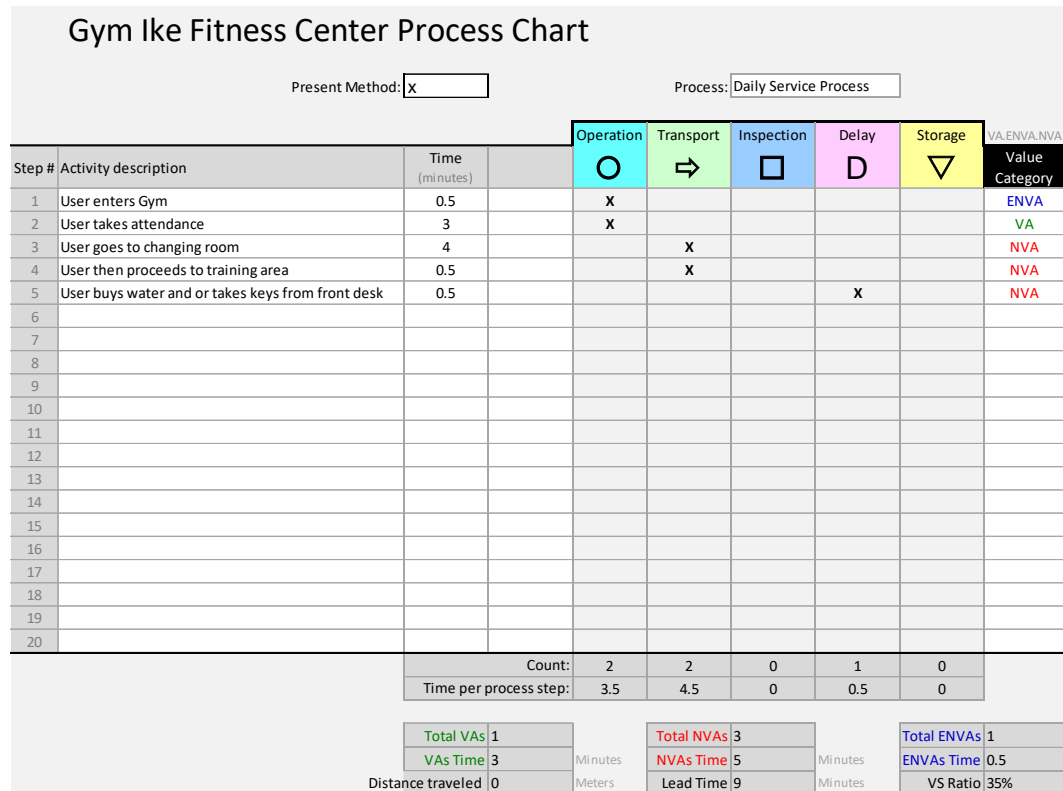 Gym Ike Fitness Center Process Chart
Present Method: x Process: Daily Service Process
Operation Transport Inspection Delay Storage VA.ENVA.NVA
Step # Activity description Time (minutes) D Value Category
1 User enters Gym 0.5 X ENVA
2 User takes attendance 3 X VA
3 User goes to changing room 4 X NVA
4 User then proceeds to training area 0.5 X NVA
5 User buys water and or takes keys from front desk 0.5 X NVA
6
7
8
9
10
11
12
13
14
15
16
17
18
19
20
Count: 2 2 0 1 0
Time per process step: 3.5 4.5 0 0.5 0
Total VAs 1 Total NVAs 3 Total ENVAs 1
VAs Time 3 Minutes NVAs Time 5 Minutes ENVAs Time 0.5
Distance traveled 0 Meters Lead Time 9 Minutes VS Ratio 35%